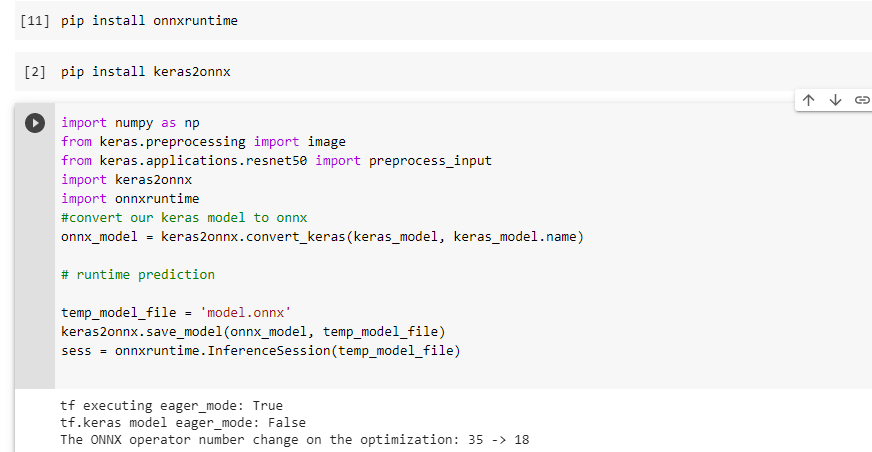 [11] pip install onnxruntime
[2] pip install keras2onnx
import numpy as np
from keras.preprocessing import image
from keras.applications.resnet50 import preprocess_input
import keras2onnx
import onnxruntime
#convert our keras model to onnx
onnx_model = keras2onnx.convert_keras(keras_model, keras_model.name)
# runtime prediction
temp_model_file = 'model.onnx'
keras2onnx.save_model(onnx_model, temp_model_file)
sess = onnxruntime.InferenceSession(temp_model_file)
tf executing eager_mode: True
tf.keras model eager_mode: False
The ONNX operator number change on the optimization: 35 -> 18